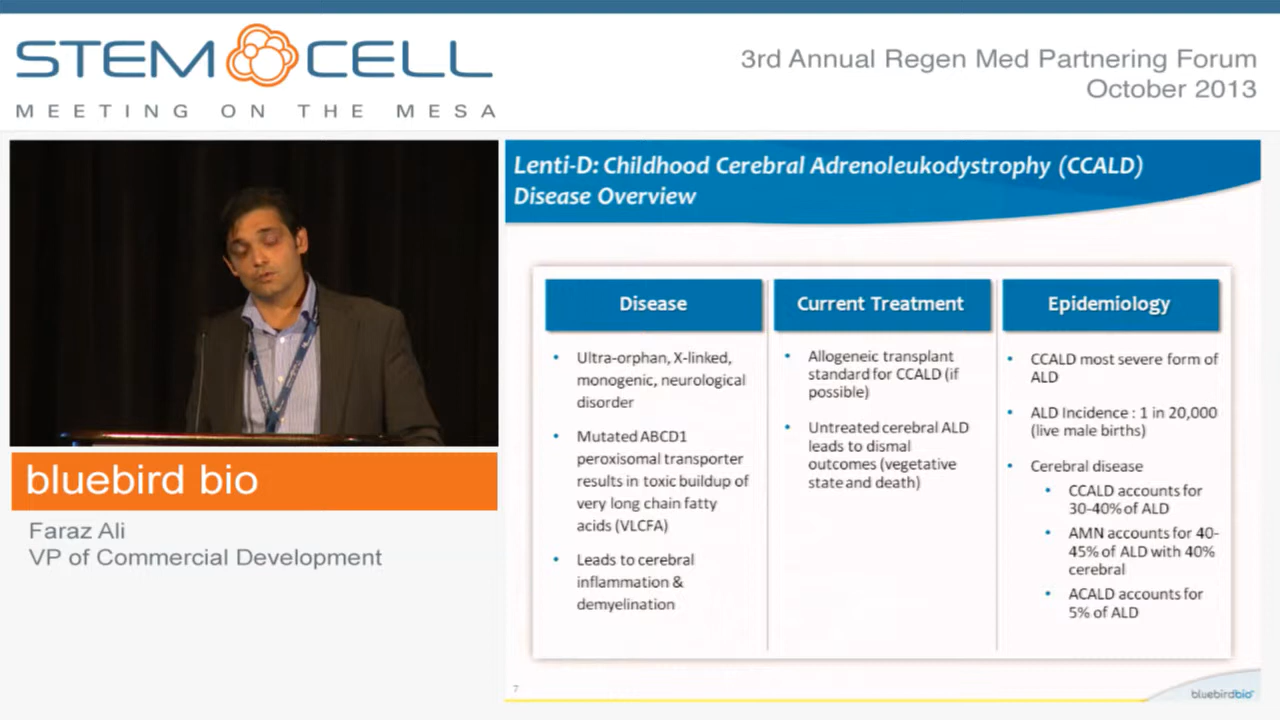 STEM CELL
MEETING ON THE MESA
3rd Annual Regen Med Partnering Forum
October 2013
Lenti-D: Childhood Cerebral Adrenoleukodystrophy (CCALD)
Disease Overview
Disease
Ultra-orphan, X-linked,
monogenic, neurological
disorder
Mutated ABCD1
peroxisomal transporter
results in toxic buildup of
very long chain fatty
acids (VLCFA)
Leads to cerebral
inflammation &
demyelination
Current Treatment
Allogeneic transplant
standard for CCALD (if
possible)
Untreated cerebral ALD
leads to dismal
outcomes (vegetative
state and death)
Epidemiology
CCALD most severe form of
ALD
ALD Incidence : 1 in 20,000
(live male births)
Cerebral disease
CCALD accounts for
30-40% of ALD
AMN accounts for 40-
45% of ALD with 40%
cerebral
ACALD accounts for
5% of ALD
7
bluebirdbio
bluebird bio
Faraz Ali
VP of Commercial Development